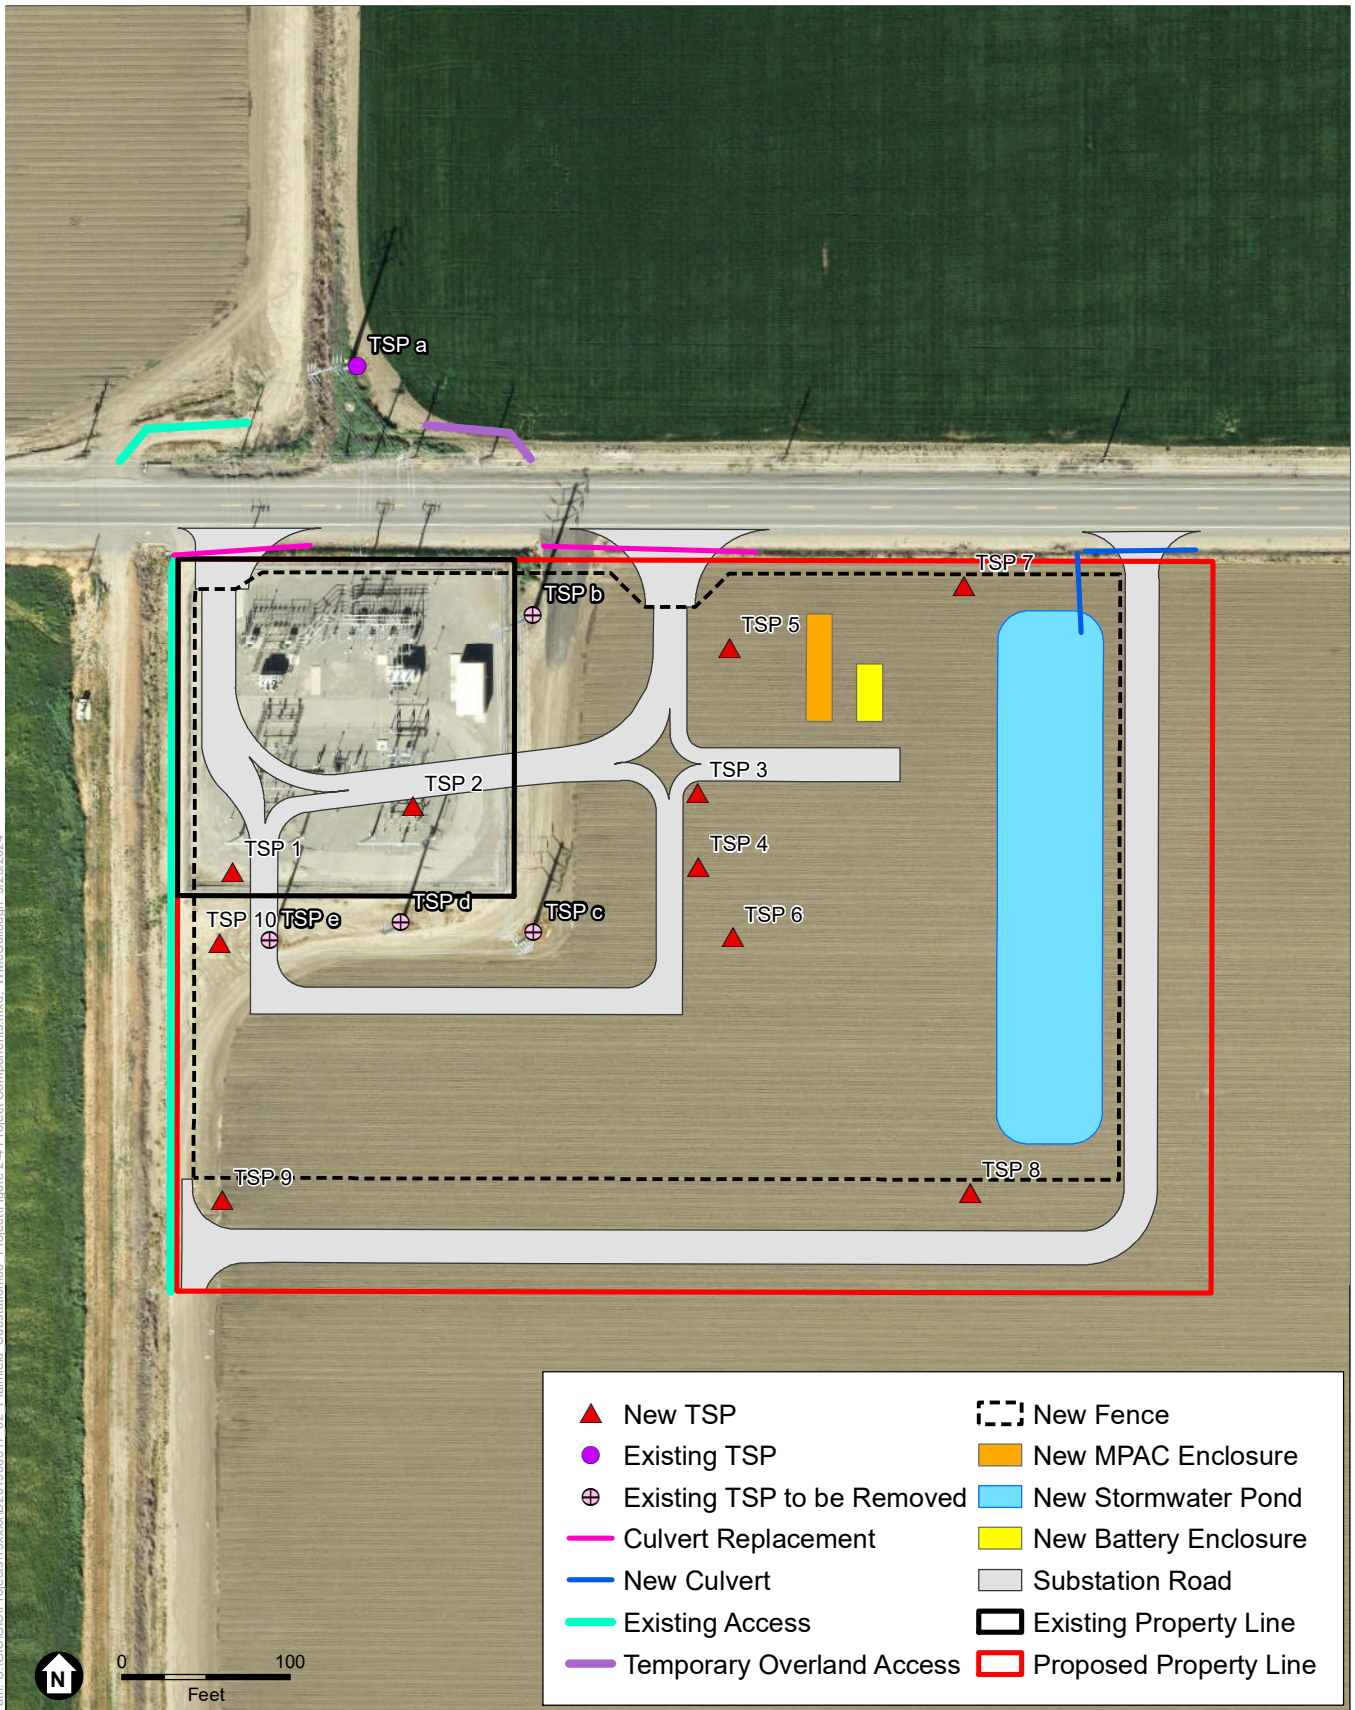 TSP a
TSP b
TSP 7
TSP 5
TSP 3
TSP 2
TSP 4
TSP 1
TSP d
TSP c
TSP 6
TSP 10
TSP e
TSP 9
TSP 8
New TSP
Existing TSP
Existing TSP to be Removed
Culvert Replacement
New Culvert
Existing Access
Temporary Overland Access
New Fence
New MPAC Enclosure
New Stormwater Pond
New Battery Enclosure
Substation Road
Existing Property Line
Proposed Property Line
N
0 100
Feet